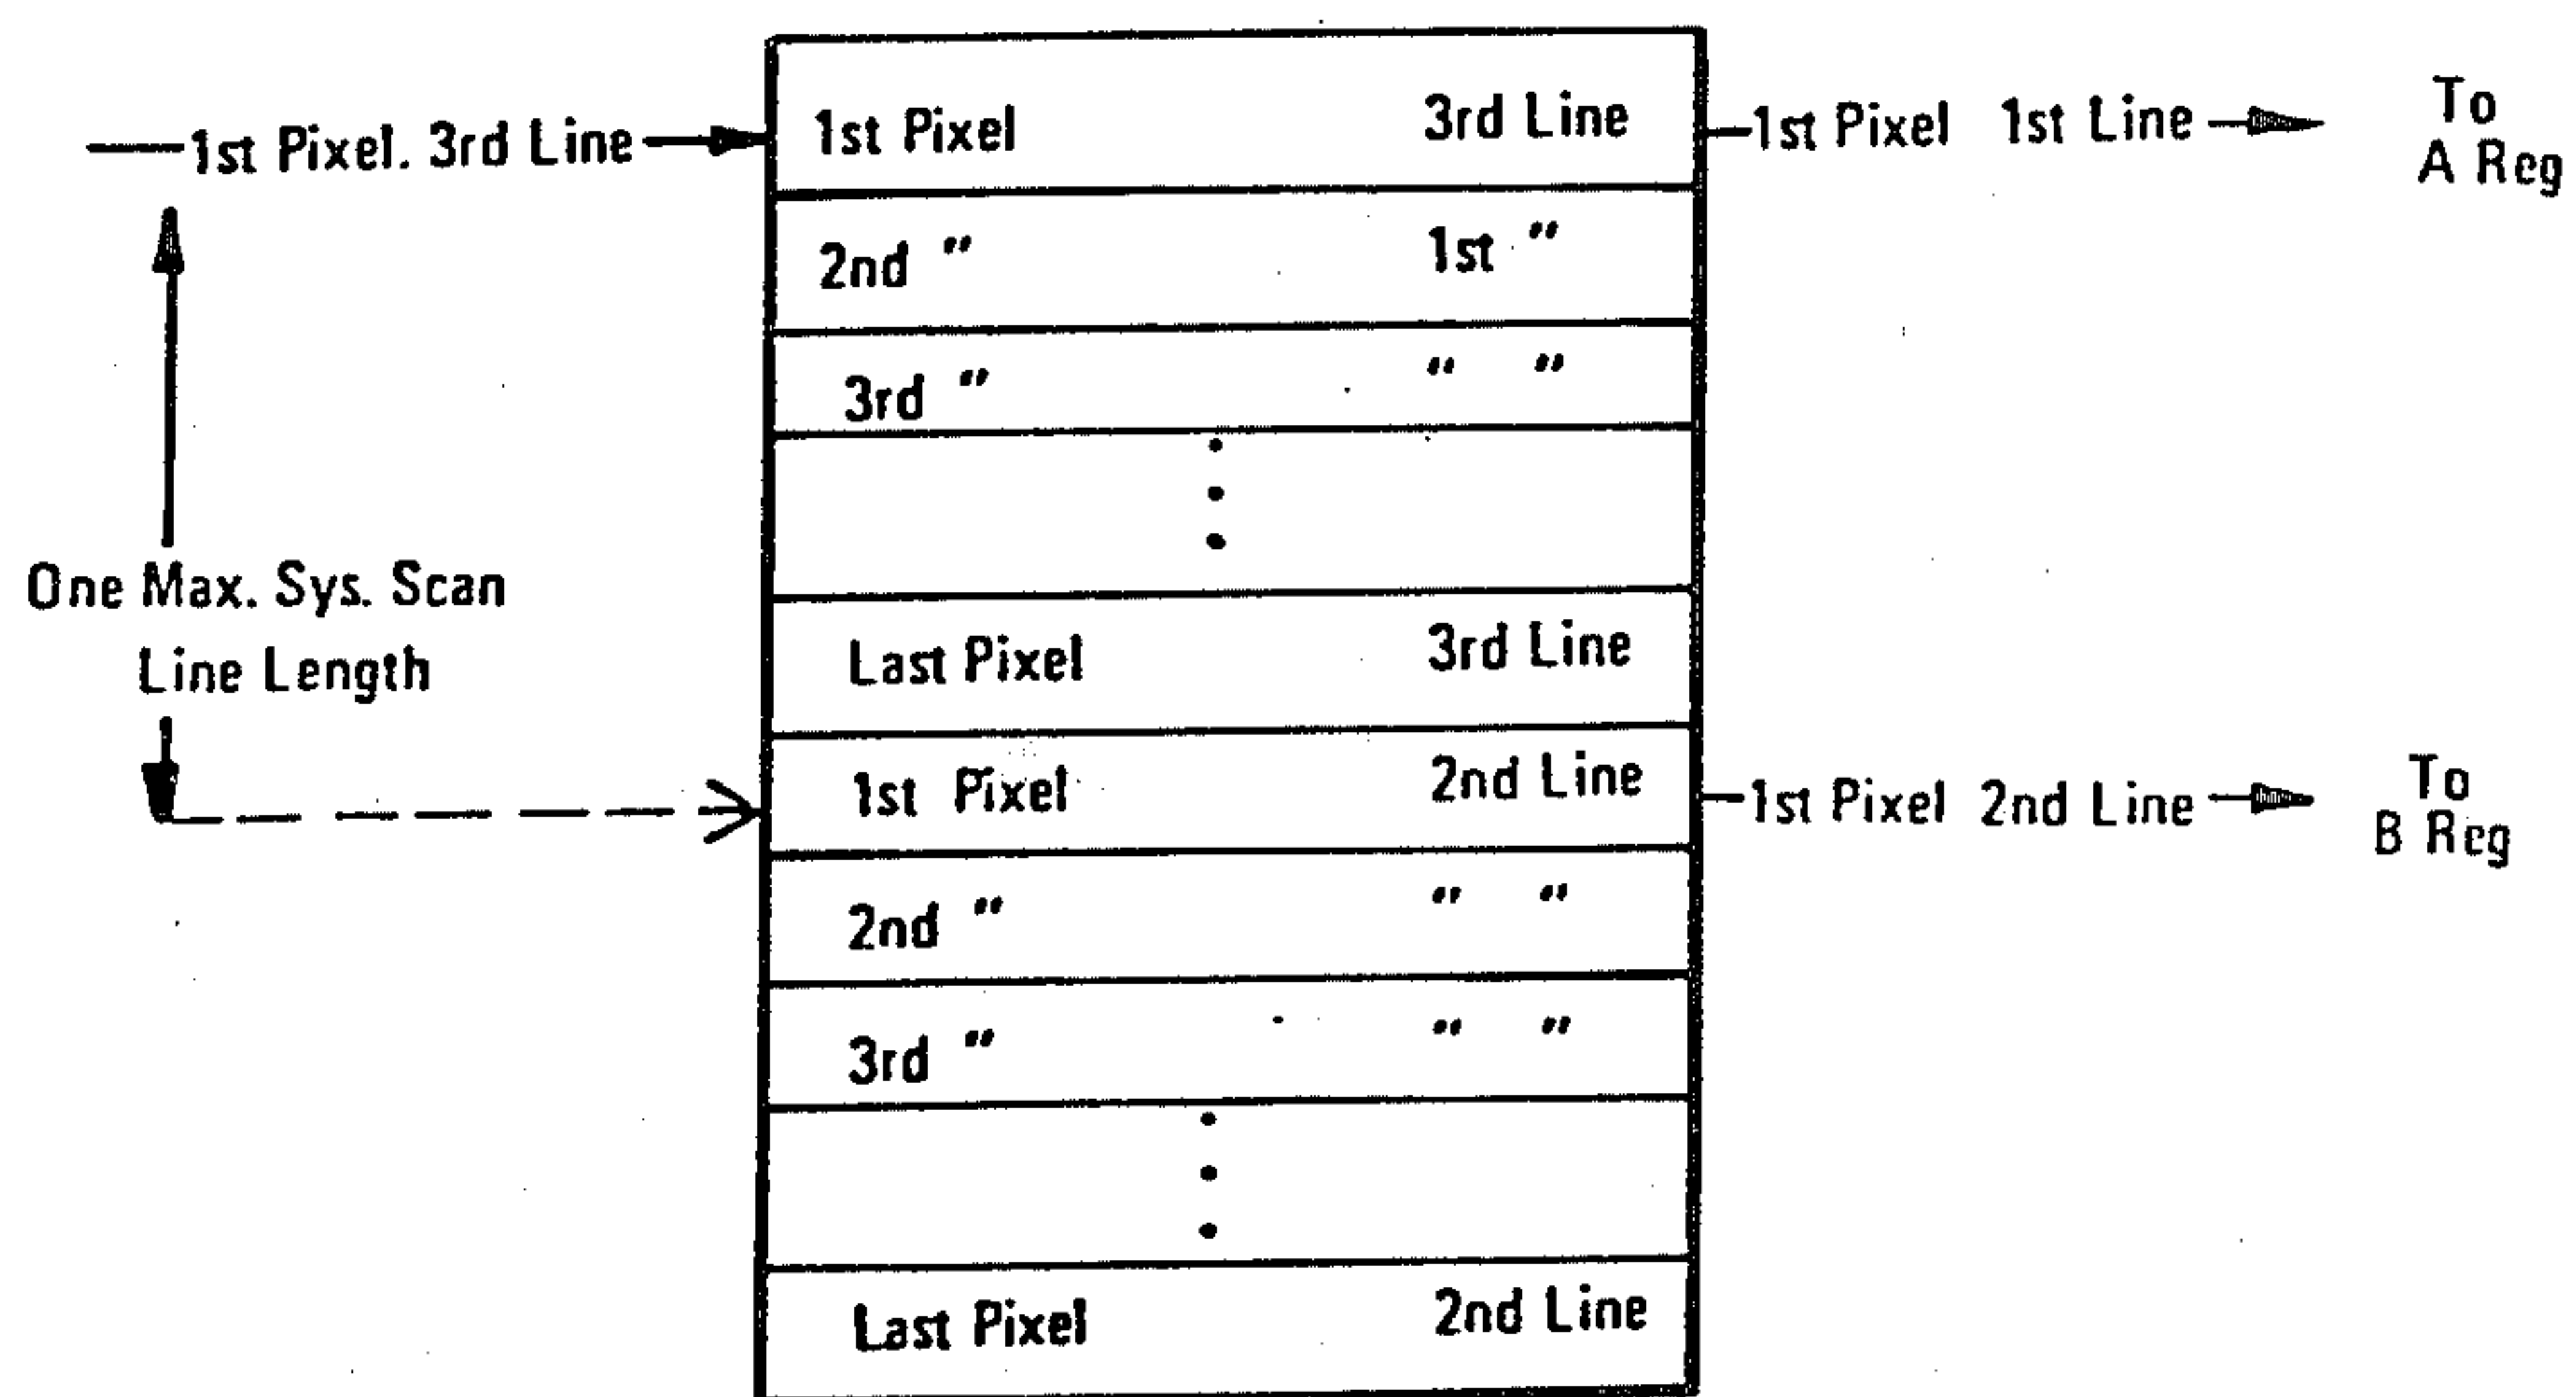 1st Pixel. 3rd Line
1st Pixel 3rd Line
1st Pixel 1st Line
To
A Reg
2nd " 1st "
3rd " " "
One Max. Sys. Scan
Line Length
Last Pixel 3rd Line
1st Pixel 2nd Line
1st Pixel 2nd Line
To
B Reg
2nd " " "
3rd " " "
Last Pixel 2nd Line